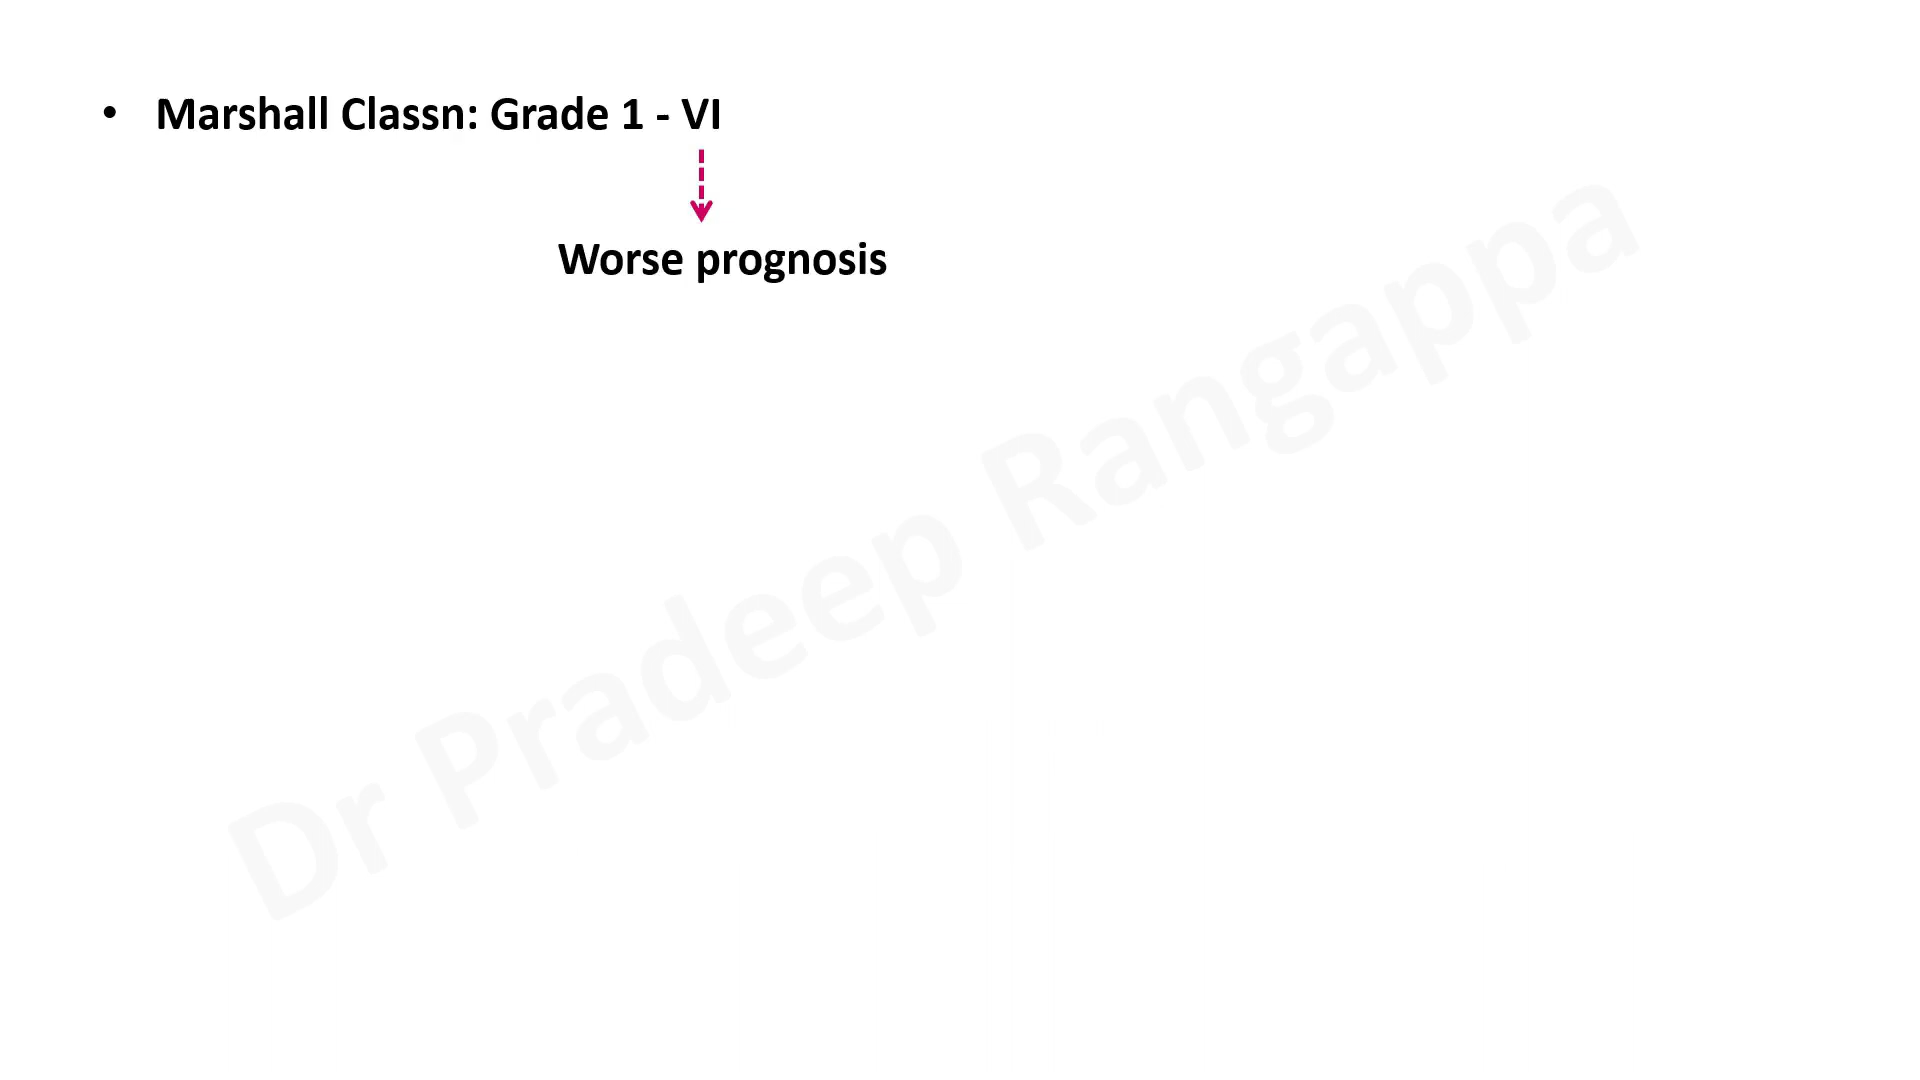 • Marshall Classn: Grade 1 - VI
Worse prognosis
Dr Pradeep Rangappa